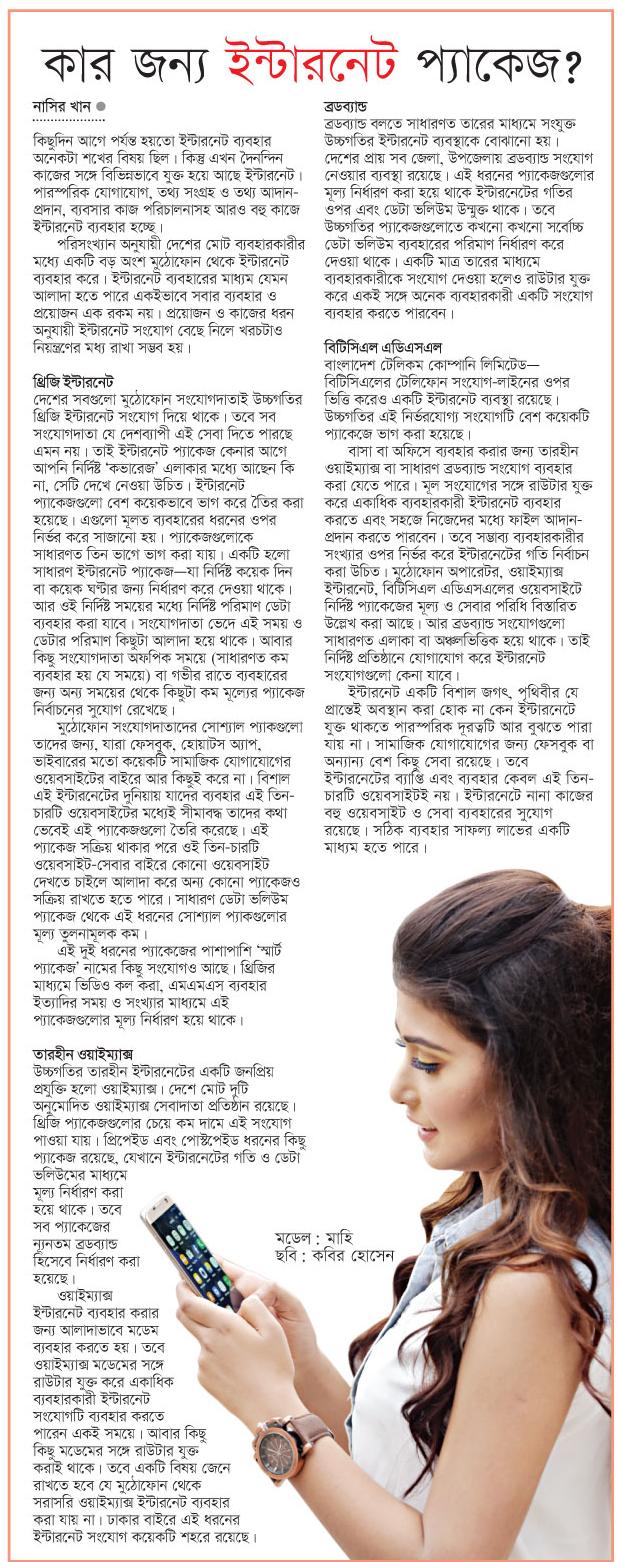 কার জন্য ইন্টারনেট প্যাকেজ?
নাসির খান
কিছুদিন আগে পর্যন্ত হয়তো ইন্টারনেট ব্যবহার
অনেকটা শখের বিষয় ছিল। কিন্তু এখন দৈনন্দিন
কাজের সঙ্গে বিভিন্নভাবে যুক্ত হয়ে আছে ইন্টারনেট।
পারস্পরিক যোগাযোগ, তথ্য সংগ্রহ ও তথ্য আদান-
প্রদান, ব্যবসার কাজ পরিচালনাসহ আরও বহু কাজে
ইন্টারনেট ব্যবহার হচ্ছে।
পরিসংখ্যান অনুযায়ী দেশের মোট ব্যবহারকারীর
মধ্যে একটি বড় অংশ মুঠোফোন থেকে ইন্টারনেট
ব্যবহার করে। ইন্টারনেট ব্যবহারের মাধ্যম যেমন
আলাদা হতে পারে একইভাবে সবার ব্যবহার ও
প্রয়োজন এক রকম নয়। প্রয়োজন ও কাজের ধরন
অনুযায়ী ইন্টারনেট সংযোগ বেছে নিলে খরচটাও
নিয়ন্ত্রণের মধ্য রাখা সম্ভব হয়।
থ্রিজি ইন্টারনেট
দেশের সবগুলো মুঠোফোন সংযোগদাতাই উচ্চগতির
থ্রিজি ইন্টারনেট সংযোগ দিয়ে থাকে। তবে সব
সংযোগদাতা যে দেশব্যাপী এই সেবা দিতে পারছে
এমন নয়। তাই ইন্টারনেট প্যাকেজ কেনার আগে
আপনি নির্দিষ্ট ‘কভারেজ’ এলাকার মধ্যে আছেন কি
না, সেটি দেখে নেওয়া উচিত। ইন্টারনেট
প্যাকেজগুলো বেশ কয়েকভাবে ভাগ করে তৈরি করা
হয়েছে। এগুলো মূলত ব্যবহারের ধরনের ওপর
নির্ভর করে সাজানো হয়। প্যাকেজগুলোকে
সাধারণত তিন ভাগে ভাগ করা যায়। একটি হলো
সাধারণ ইন্টারনেট প্যাকেজ—যা নির্দিষ্ট কয়েক দিন
বা কয়েক ঘণ্টার জন্য নির্ধারণ করে দেওয়া থাকে।
আর ওই নির্দিষ্ট সময়ের মধ্যে নির্দিষ্ট পরিমাণ ডেটা
ব্যবহার করা যাবে। সংযোগদাতা ভেদে এই সময় ও
ডেটার পরিমাণ কিছুটা আলাদা হয়ে থাকে। আবার
কিছু সংযোগদাতা অফপিক সময়ে (সাধারণত কম
ব্যবহার হয় যে সময়ে) বা গভীর রাতে ব্যবহারের
জন্য অন্য সময়ের থেকে কিছুটা কম মূল্যের প্যাকেজ
নির্বাচনের সুযোগ রেখেছে।
মুঠোফোন সংযোগদাতাদের সোশ্যাল প্যাকগুলো
তাদের জন্য, যারা ফেসবুক, হোয়াটস অ্যাপ,
ভাইবারের মতো কয়েকটি সামাজিক যোগাযোগের
ওয়েবসাইটের বাইরে আর কিছুই করে না। বিশাল
এই ইন্টারনেটের দুনিয়ায় যাদের ব্যবহার এই তিন-
চারটি ওয়েবসাইটের মধ্যেই সীমাবদ্ধ তাদের কথা
ভেবেই এই প্যাকেজগুলো তৈরি করেছে। এই
প্যাকেজ সক্রিয় থাকার পরে ওই তিন-চারটি
ওয়েবসাইট-সেবার বাইরে কোনো ওয়েবসাইট
দেখতে চাইলে আলাদা করে অন্য কোনো প্যাকেজও
সক্রিয় রাখতে হতে পারে। সাধারণ ডেটা ভলিউম
প্যাকেজ থেকে এই ধরনের সোশ্যাল প্যাকগুলোর
মূল্য তুলনামূলক কম।
এই দুই ধরনের প্যাকেজের পাশাপাশি ‘স্মার্ট
প্যাকেজ’ নামের কিছু সংযোগও আছে। থ্রিজির
মাধ্যমে ভিডিও কল করা, এমএমএস ব্যবহার
ইত্যাদির সময় ও সংখ্যার মাধ্যমে এই
প্যাকেজগুলোর মূল্য নির্ধারণ হয়ে থাকে।
তারহীন ওয়াইম্যাক্স
উচ্চগতির তারহীন ইন্টারনেটের একটি জনপ্রিয়
প্রযুক্তি হলো ওয়াইম্যাক্স। দেশে মোট দুটি
অনুমোদিত ওয়াইম্যাক্স সেবাদাতা প্রতিষ্ঠান রয়েছে।
থ্রিজি প্যাকেজগুলোর চেয়ে কম দামে এই সংযোগ
পাওয়া যায়। প্রিপেইড এবং পোস্টপেইড ধরনের কিছু
প্যাকেজ রয়েছে, যেখানে ইন্টারনেটের গতি ও ডেটা
ভলিউমের মাধ্যমে
মূল্য নির্ধারণ করা
হয়ে থাকে। তবে
সব প্যাকেজের
ন্যূনতম ব্রডব্যান্ড
হিসেবে নির্ধারণ করা
হয়েছে।
ওয়াইম্যাক্স
ইন্টারনেট ব্যবহার করার
জন্য আলাদাভাবে মডেম
ব্যবহার করতে হয়। তবে
ওয়াইম্যাক্স মডেমের সঙ্গে
রাউটার যুক্ত করে একাধিক
ব্যবহারকারী ইন্টারনেট
সংযোগটি ব্যবহার করতে
পারেন একই সময়ে। আবার কিছু
কিছু মডেমের সঙ্গে রাউটার যুক্ত
করাই থাকে। তবে একটি বিষয় জেনে
রাখতে হবে যে মুঠোফোন থেকে
সরাসরি ওয়াইম্যাক্স ইন্টারনেট ব্যবহার
করা যায় না। ঢাকার বাইরে এই ধরনের
ইন্টারনেট সংযোগ কয়েকটি শহরে রয়েছে।
ব্রডব্যান্ড
ব্রডব্যান্ড বলতে সাধারণত তারের মাধ্যমে সংযুক্ত
উচ্চগতির ইন্টারনেট ব্যবস্থাকে বোঝানো হয়।
দেশের প্রায় সব জেলা, উপজেলায় ব্রডব্যান্ড সংযোগ
নেওয়ার ব্যবস্থা রয়েছে। এই ধরনের প্যাকেজগুলোর
মূল্য নির্ধারণ করা হয়ে থাকে ইন্টারনেটের গতির
ওপর এবং ডেটা ভলিউম উন্মুক্ত থাকে। তবে
উচ্চগতির প্যাকেজগুলোতে কখনো কখনো সর্বোচ্চ
ডেটা ভলিউম ব্যবহারের পরিমাণ নির্ধারণ করে
দেওয়া থাকে। একটি মাত্র তারের মাধ্যমে
ব্যবহারকারীকে সংযোগ দেওয়া হলেও রাউটার যুক্ত
করে একই সঙ্গে অনেক ব্যবহারকারী একটি সংযোগ
ব্যবহার করতে পারবেন।
বিটিসিএল এডিএসএল
বাংলাদেশ টেলিকম কোম্পানি লিমিটেড—
বিটিসিএলের টেলিফোন সংযোগ-লাইনের ওপর
ভিত্তি করেও একটি ইন্টারনেট ব্যবস্থা রয়েছে।
উচ্চগতির এই নির্ভরযোগ্য সংযোগটি বেশ কয়েকটি
প্যাকেজে ভাগ করা হয়েছে।
বাসা বা অফিসে ব্যবহার করার জন্য তারহীন
ওয়াইম্যাক্স বা সাধারণ ব্রডব্যান্ড সংযোগ ব্যবহার
করা যেতে পারে। মূল সংযোগের সঙ্গে রাউটার যুক্ত
করে একাধিক ব্যবহারকারী ইন্টারনেট ব্যবহার
করতে এবং সহজে নিজেদের মধ্যে ফাইল আদান-
প্রদান করতে পারবেন। তবে সম্ভাব্য ব্যবহারকারীর
সংখ্যার ওপর নির্ভর করে ইন্টারনেটের গতি নির্বাচন
করা উচিত। মুঠোফোন অপারেটর, ওয়াইম্যাক্স
ইন্টারনেট, বিটিসিএল এডিএসএলের ওয়েবসাইটে
নির্দিষ্ট প্যাকেজের মূল্য ও সেবার পরিধি বিস্তারিত
উল্লেখ করা আছে। আর ব্রডব্যান্ড সংযোগগুলো
সাধারণত এলাকা বা অঞ্চলভিত্তিক হয়ে থাকে। তাই
নির্দিষ্ট প্রতিষ্ঠানে যোগাযোগ করে ইন্টারনেট
সংযোগগুলো কেনা যাবে।
ইন্টারনেট একটি বিশাল জগৎ, পৃথিবীর যে
প্রান্তেই অবস্থান করা হোক না কেন ইন্টারনেটে
যুক্ত থাকতে পারস্পরিক দূরত্বটি আর বুঝতে পারা
যায় না। সামাজিক যোগাযোগের জন্য ফেসবুক বা
অন্যান্য বেশ কিছু সেবা রয়েছে। তবে
ইন্টারনেটের ব্যাপ্তি এবং ব্যবহার কেবল এই তিন-
চারটি ওয়েবসাইটই নয়। ইন্টারনেটে নানা কাজের
বহু ওয়েবসাইট ও সেবা ব্যবহারের সুযোগ
রয়েছে। সঠিক ব্যবহার সাফল্য লাভের একটি
মাধ্যম হতে পারে।
মডেল : মাহি
ছবি : কবির হোসেন